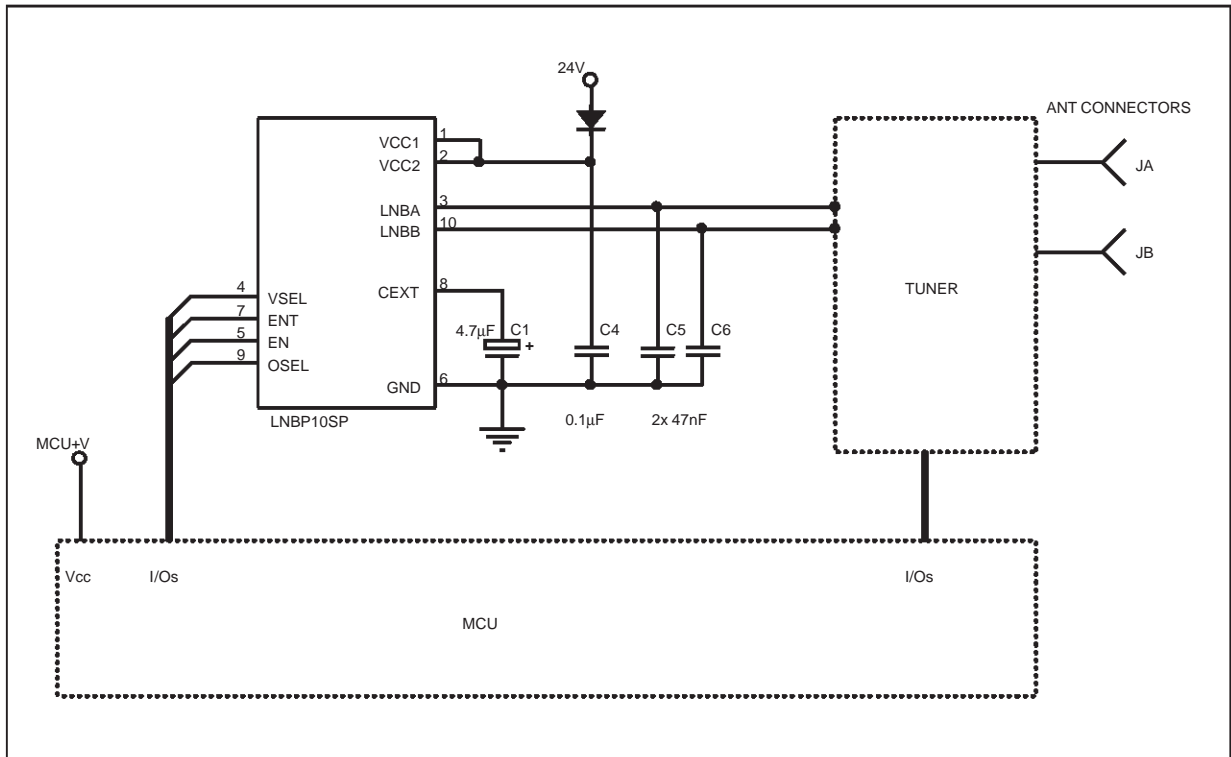 24V
ANT CONNECTORS
VCC1 1
VCC2 2
JA
LNBA 3
LNBB 10
JB
TUNER
CEXT 8
4 VSEL
7 ENT
5 EN
9 OSEL
4.7μF C1 +
C4 C5 C6
GND 6
LNBP10SP
0.1μF 2x 47nF
MCU+V
Vcc I/Os I/Os
MCU